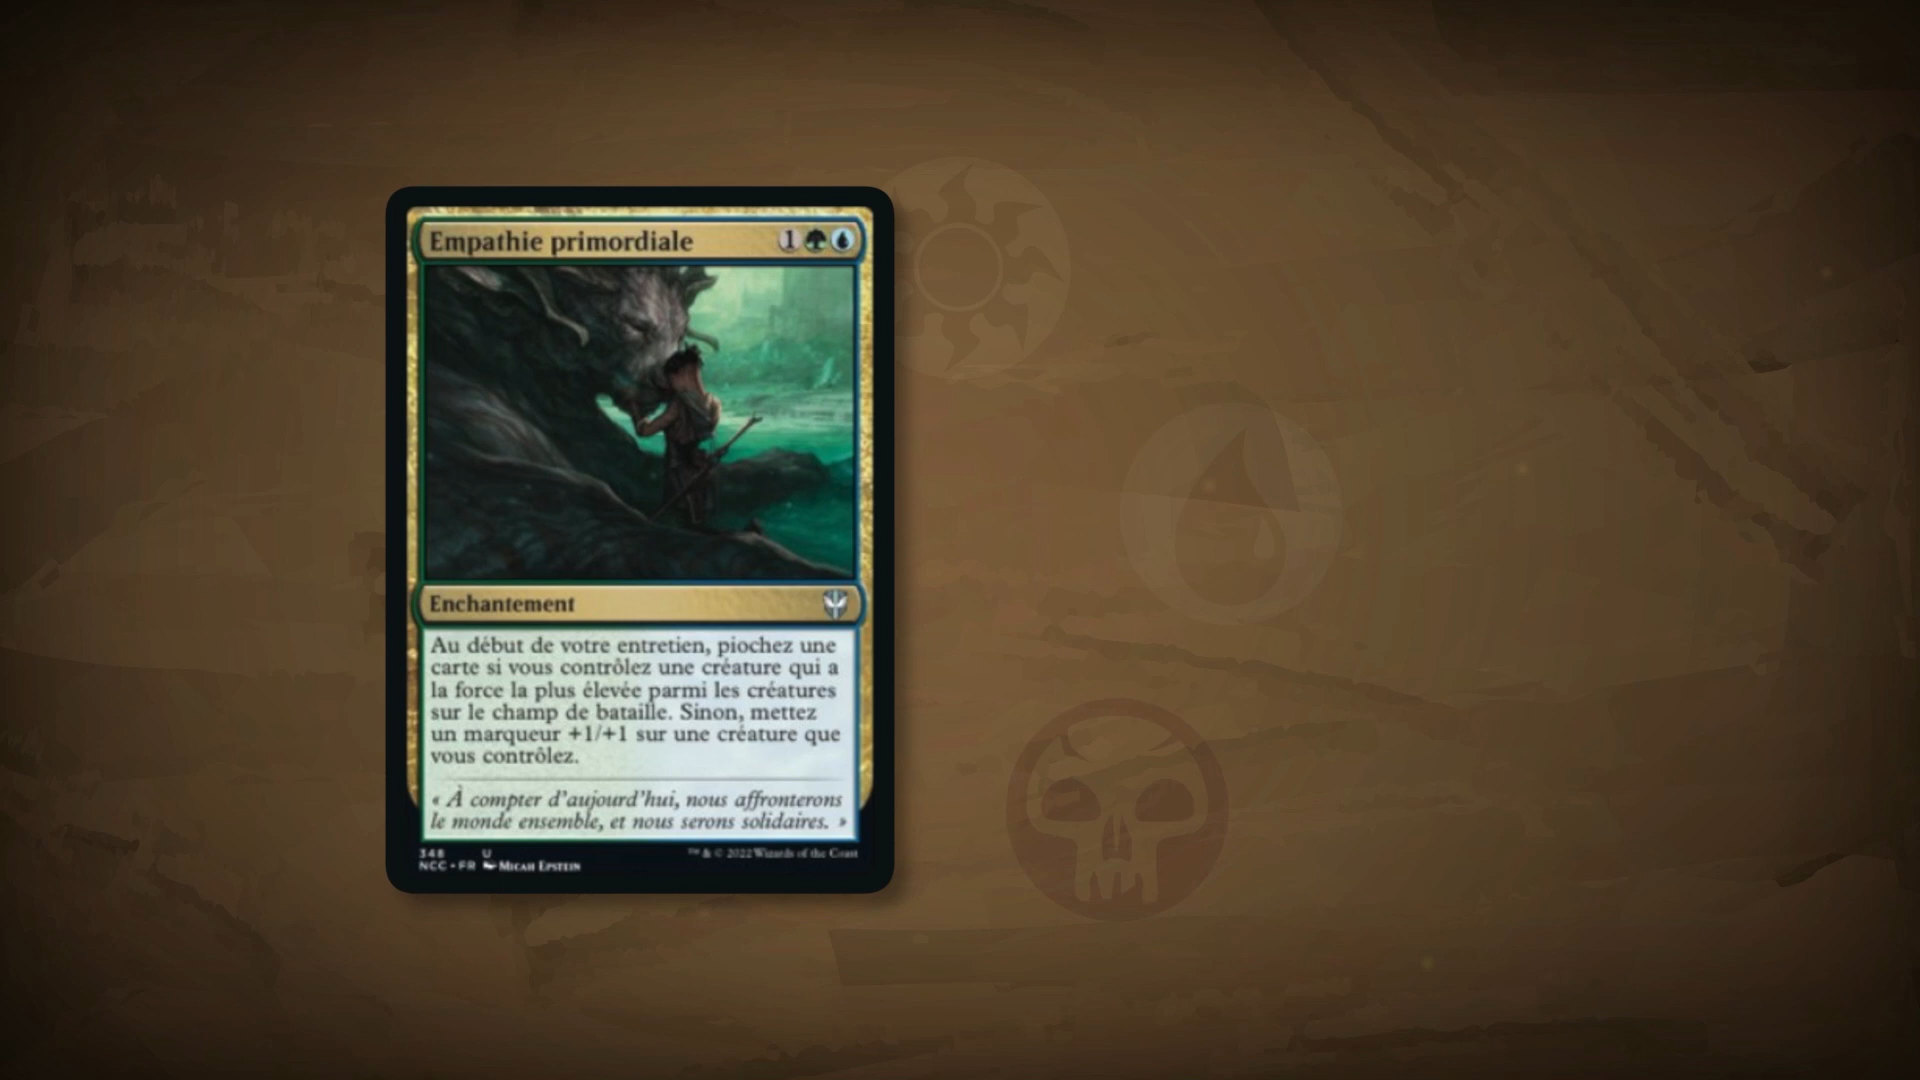 Empathie primordiale 1
Enchantement
Au début de votre entretien, piochez une
carte si vous contrôlez une créature qui a
la force la plus élevée parmi les créatures
sur le champ de bataille. Sinon, mettez
un marqueur +1/+1 sur une créature que
vous contrôlez.
« À compter d'aujourd'hui, nous affronterons
le monde ensemble, et nous serons solidaires. »
348 U
NCC • FR Micah Epstein
™ & © 2022 Wizards of the Coast